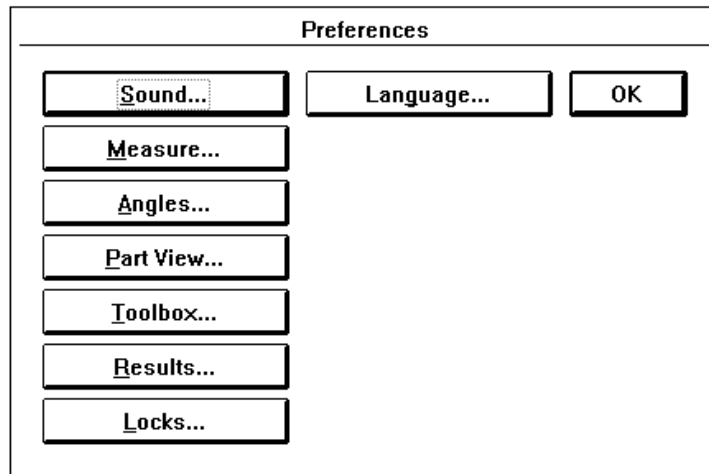 Preferences
Sound... Language... OK
Measure...
Angles...
Part View...
Toolbox...
Results...
Locks...